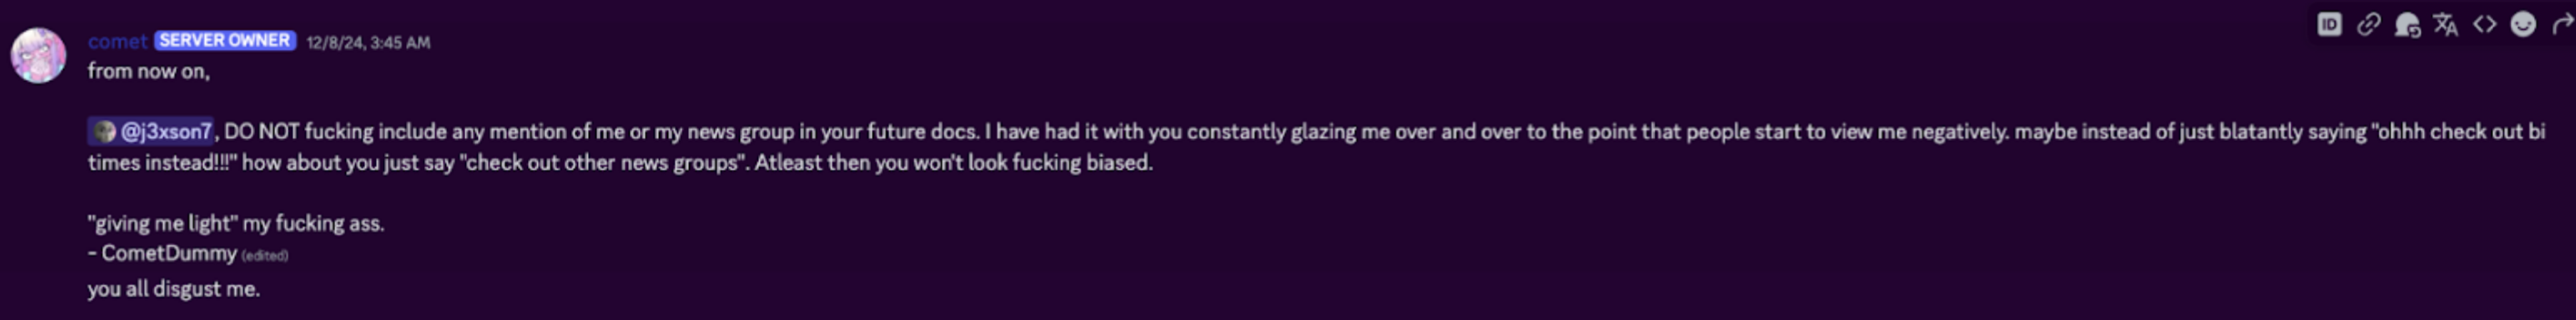 comet SERVER OWNER 12/8/24, 3:45 AM
from now on,
@j3xson7, DO NOT fucking include any mention of me or my news group in your future docs. I have had it with you constantly glazing me over and over to the point that people start to view me negatively. maybe instead of just blatantly saying "ohhh check out bi
times instead!!!" how about you just say "check out other news groups". Atleast then you won't look fucking biased.
"giving me light" my fucking ass.
- CometDummy (edited)
you all disgust me.